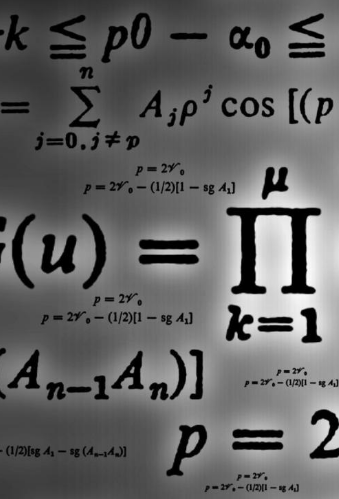 k ≦ p0 − α₀ ≦
= ∑ⁿ_{j=0, j≠p} A_jρ^j cos [(p
p = 2𝒱₀
p = 2𝒱₀ − (1/2)[1 − sg A₁]
(u) = ∏^μ_{k=1}
p = 2𝒱₀
p = 2𝒱₀ − (1/2)[1 − sg A₁]
(A_{n−1}A_n)]
p = 2𝒱₀
p = 2𝒱₀ − (1/2)[1 − sg A₁]
p = 2
− (1/2)[sg A₁ − sg (A_{n−1}A_n)]
p = 2𝒱₀
p = 2𝒱₀ − (1/2)[1 − sg A₁]